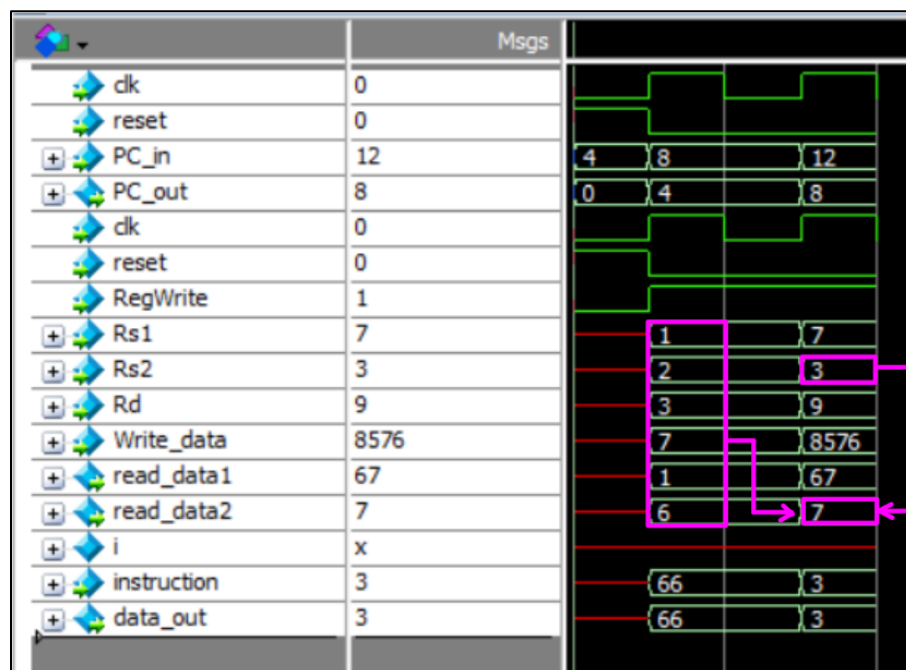 Msgs
clk 0
reset 0
PC_in 12 4 8 12
PC_out 8 0 4 8
clk 0
reset 0
RegWrite 1
Rs1 7 1 7
Rs2 3 2 3
Rd 9 3 9
Write_data 8576 7 8576
read_data1 67 1 67
read_data2 7 6 7
i x
instruction 3 66 3
data_out 3 66 3